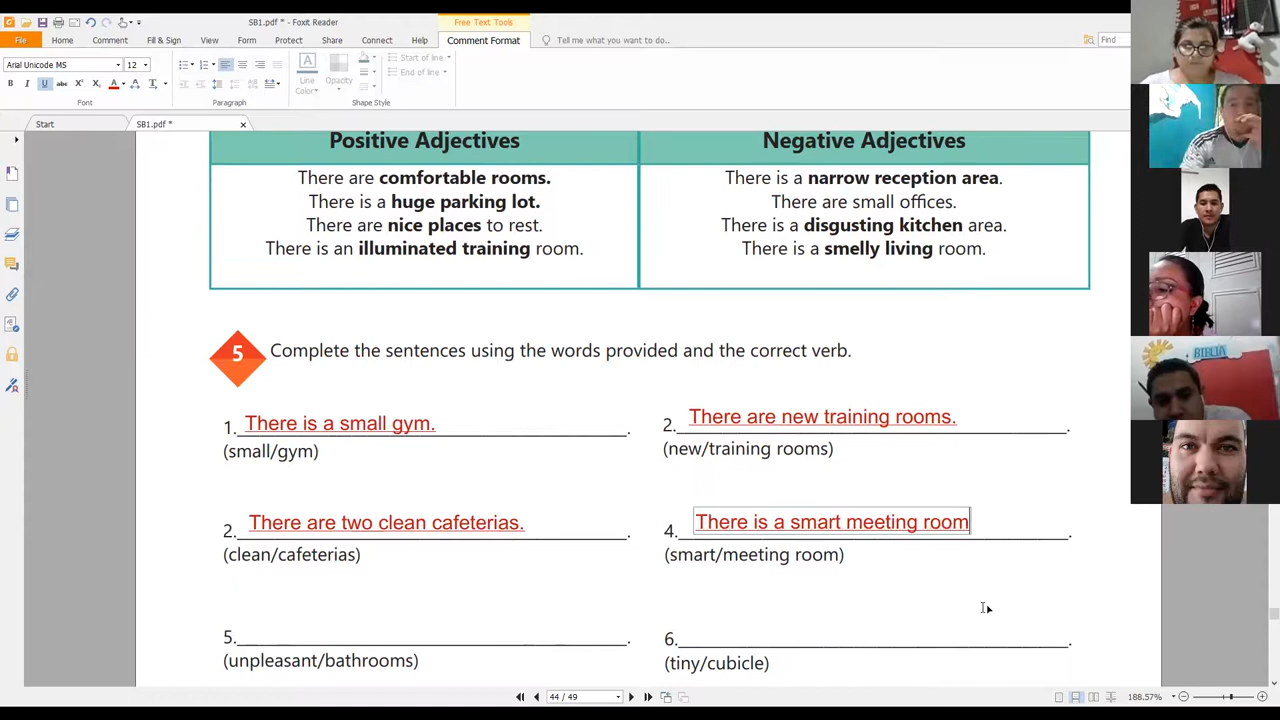 SB1.pdf * - Foxit Reader
Free Text Tools
File Home Comment Fill & Sign View Form Protect Share Connect Help Comment Format Tell me what you want to do.. Find
Arial Unicode MS 12
Line Color
Opacity
Start of line
End of line
Font Paragraph Shape Style
Start SB1.pdf *
Positive Adjectives Negative Adjectives
There are comfortable rooms. There is a narrow reception area.
There is a huge parking lot. There are small offices.
There are nice places to rest. There is a disgusting kitchen area.
There is an illuminated training room. There is a smelly living room.
5 Complete the sentences using the words provided and the correct verb.
1. There is a small gym. . 2. There are new training rooms. .
(small/gym) (new/training rooms)
2. There are two clean cafeterias. . 4. There is a smart meeting room .
(clean/cafeterias) (smart/meeting room)
5. . 6. .
(unpleasant/bathrooms) (tiny/cubicle)
44 / 49 188.57%
BIBLIA